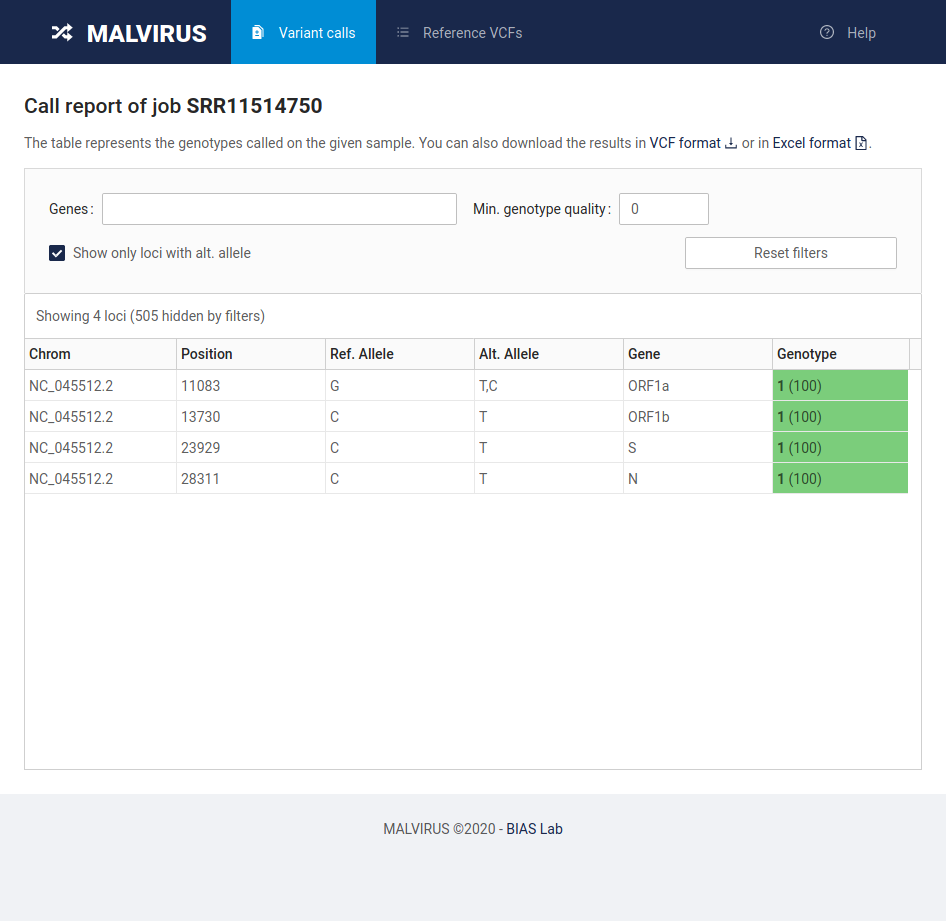 MALVIRUS Variant calls Reference VCFs Help
Call report of job SRR11514750
The table represents the genotypes called on the given sample. You can also download the results in VCF format or in Excel format .
Genes: Min. genotype quality: 0
Show only loci with alt. allele Reset filters
Showing 4 loci (505 hidden by filters)
Chrom Position Ref. Allele Alt. Allele Gene Genotype
NC_045512.2 11083 G T,C ORF1a 1 (100)
NC_045512.2 13730 C T ORF1b 1 (100)
NC_045512.2 23929 C T S 1 (100)
NC_045512.2 28311 C T N 1 (100)
MALVIRUS ©2020 - BIAS Lab